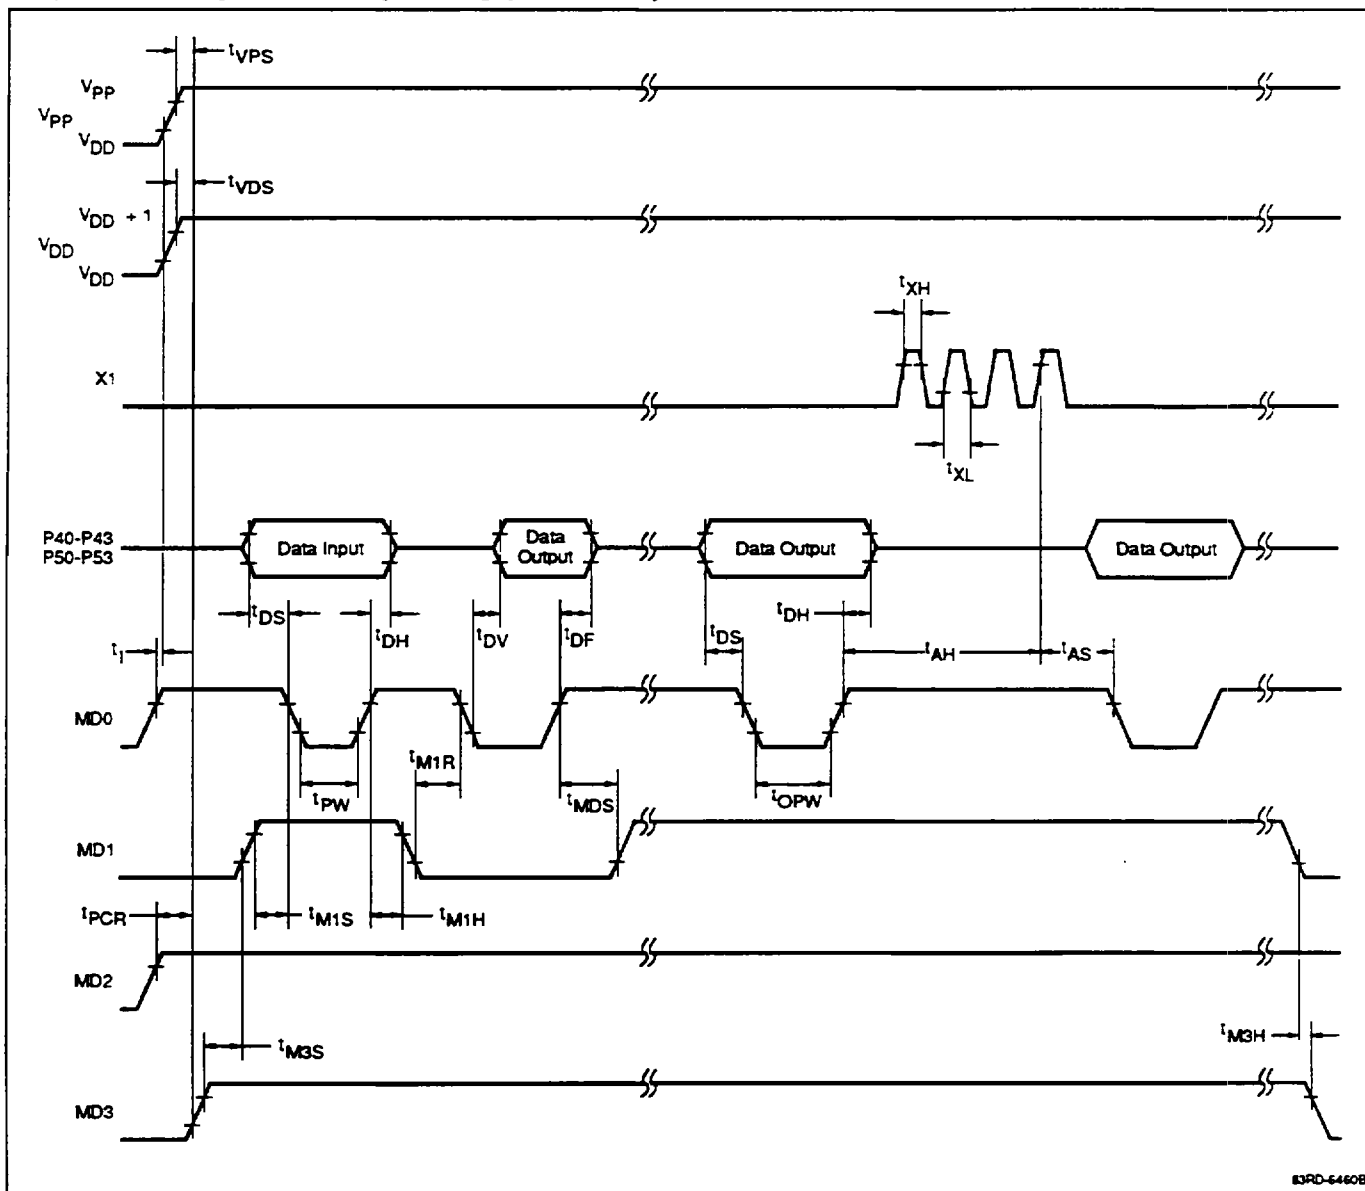 tVPS
VPP
VPP
VDD
tVDS
VDD + 1
VDD
VDD
tXH
X1
tXL
P40-P43
P50-P53
Data Input
Data
Output
Data Output
Data Output
tDS
tDH
tDV
tDF
tDS
tDH
tAH
tAS
tI
MD0
tPW
tM1R
tMDS
tOPW
MD1
tPCR
tM1S
tM1H
MD2
tM3S
tM3H
MD3
83RD-6460B